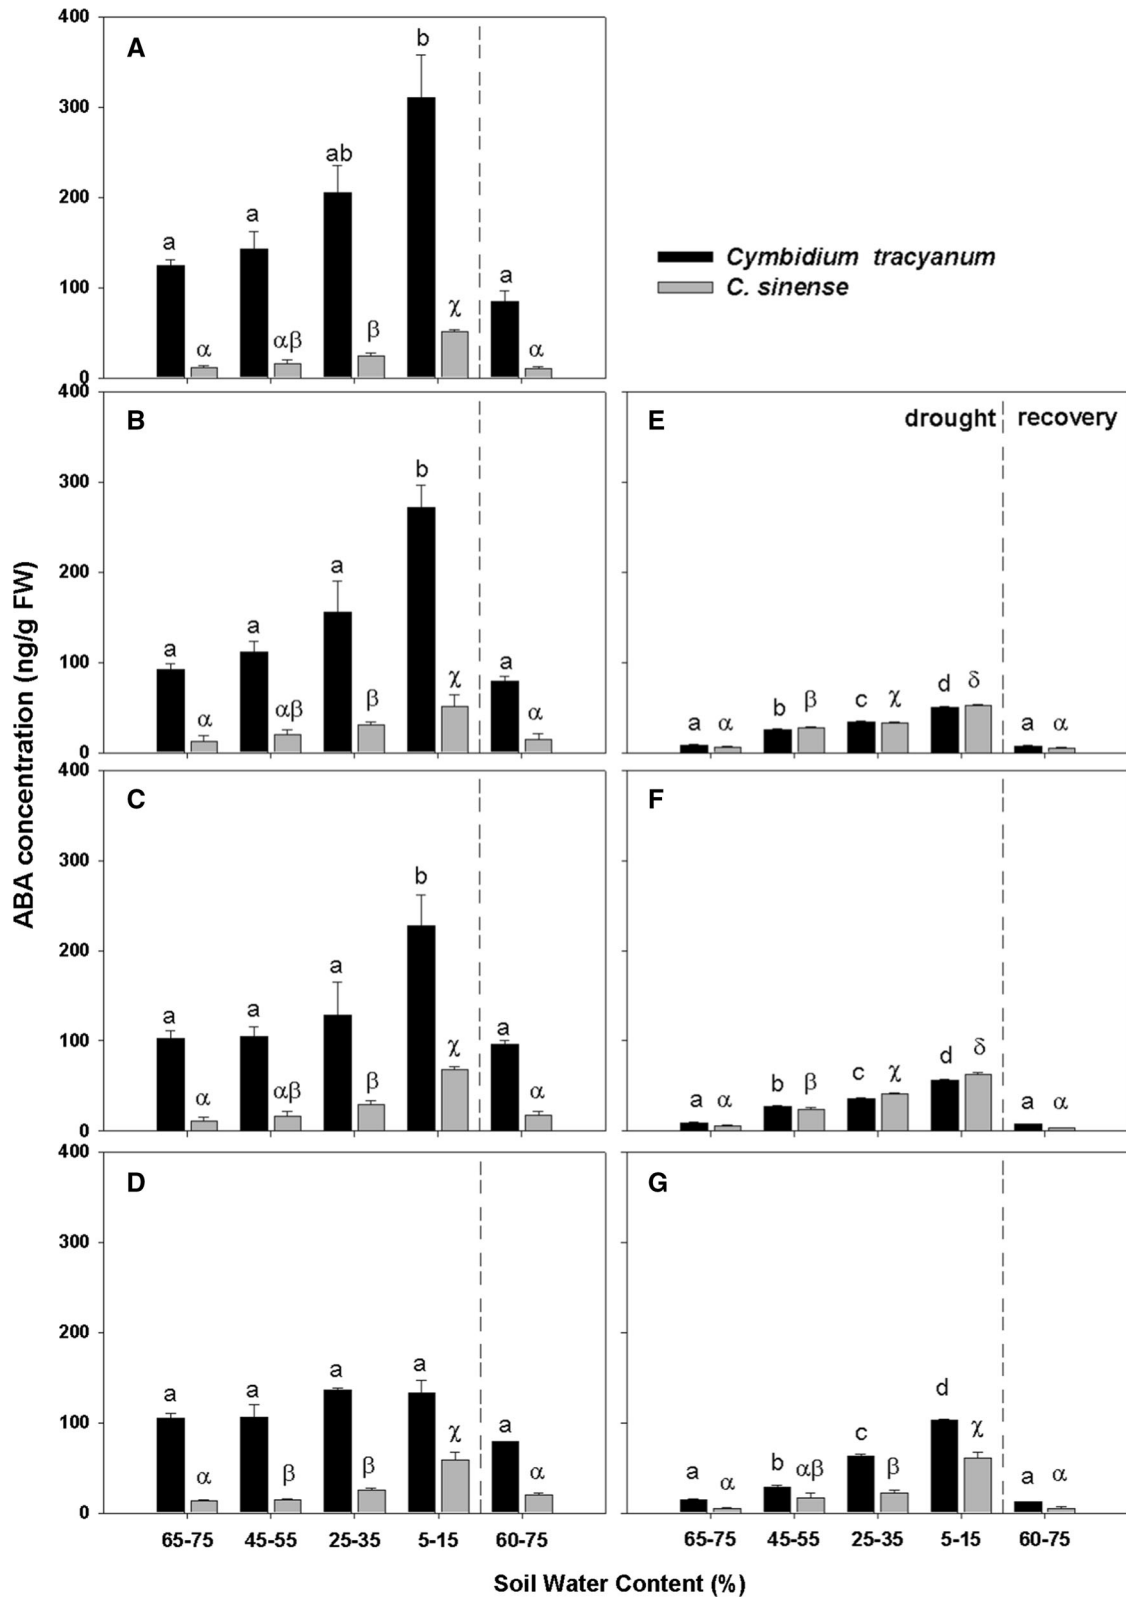 ABA concentration (ng/g FW)
A
400
300
200
100
0
a
α
a
αβ
ab
β
b
χ
a
α
Cymbidium tracyanum
C. sinense
B
400
300
200
100
0
a
α
a
αβ
a
β
b
χ
a
α
E
drought
recovery
a
α
b
β
c
χ
d
δ
a
α
C
400
300
200
100
0
a
α
a
αβ
a
β
b
χ
a
α
F
a
α
b
β
c
χ
d
δ
a
α
D
400
300
200
100
0
a
α
a
β
a
β
a
χ
a
α
G
a
α
b
αβ
c
β
d
χ
a
α
65-75 45-55 25-35 5-15 60-75
65-75 45-55 25-35 5-15 60-75
Soil Water Content (%)